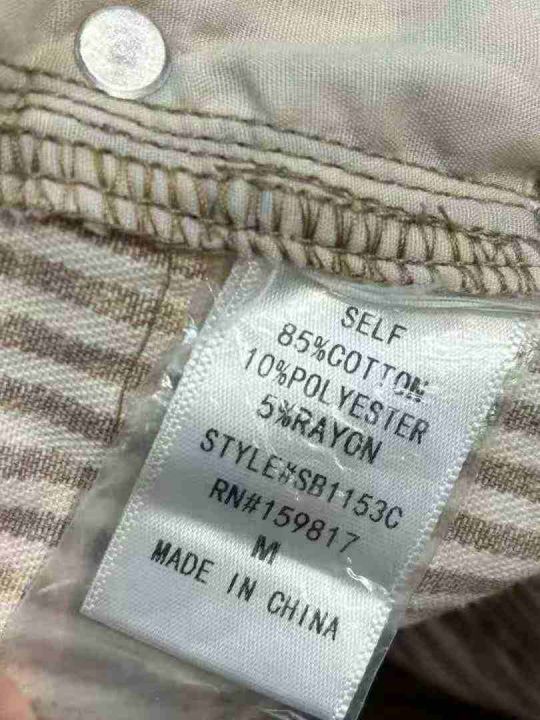 SELF
85%COTTON
10%POLYESTER
5%RAYON
STYLE#SB1153C
RN#159817
M
MADE IN CHINA